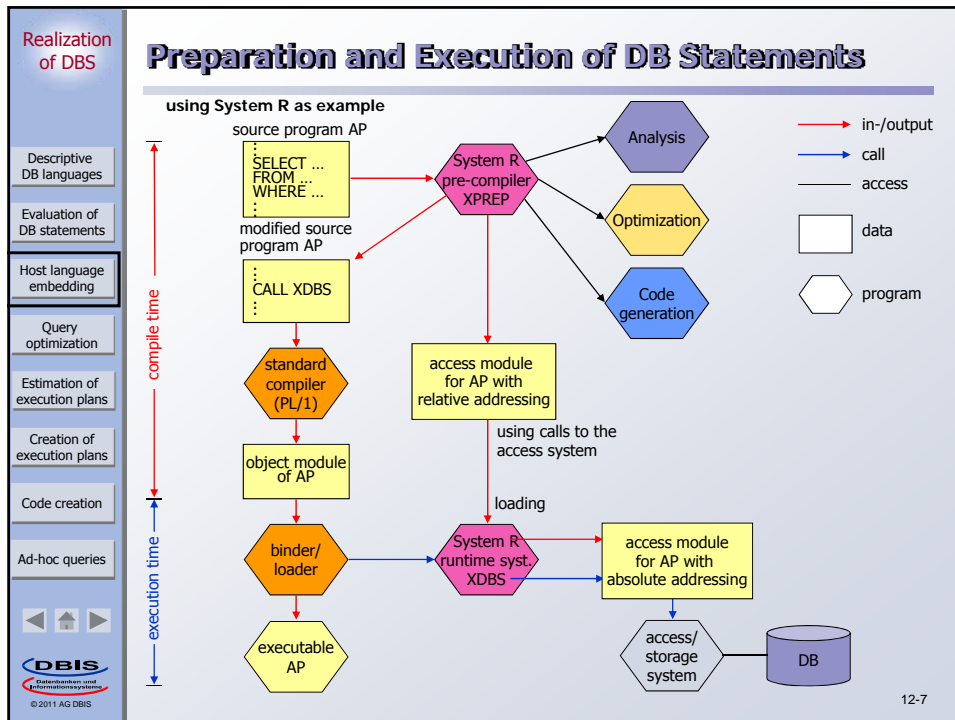 Realization
of DBS
Preparation and Execution of DB Statements
using System R as example
source program AP
:
SELECT ...
FROM ...
WHERE ...
:
modified source
program AP
:
CALL XDBS
:
standard
compiler
(PL/1)
object module
of AP
binder/
loader
executable
AP
System R
pre-compiler
XPREP
access module
for AP with
relative addressing
using calls to the
access system
loading
System R
runtime syst.
XDBS
Analysis
Optimization
Code
generation
access module
for AP with
absolute addressing
access/
storage
system
DB
in-/output
call
access
data
program
compile time
execution time
Descriptive
DB languages
Evaluation of
DB statements
Host language
embedding
Query
optimization
Estimation of
execution plans
Creation of
execution plans
Code creation
Ad-hoc queries
DBIS
Datenbanken und
Informationssysteme
© 2011 AG DBIS
12-7